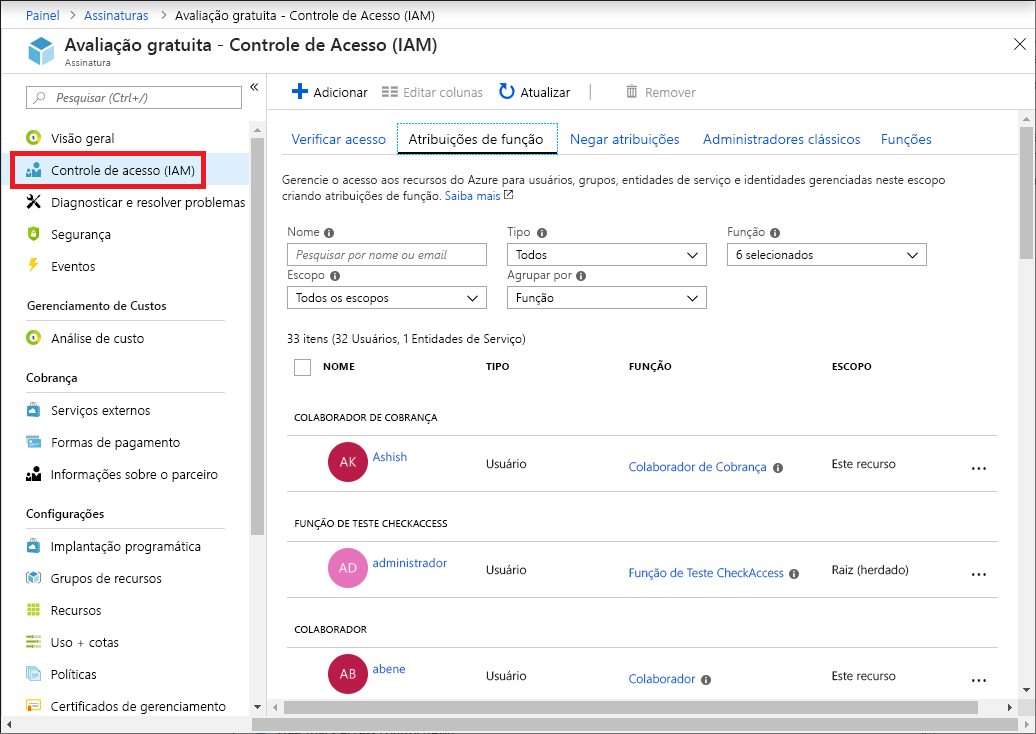 Painel > Assinaturas > Avaliação gratuita - Controle de Acesso (IAM)
Avaliação gratuita - Controle de Acesso (IAM)
Assinatura
Pesquisar (Ctrl+/)
«
Visão geral
Controle de acesso (IAM)
Diagnosticar e resolver problemas
Segurança
Eventos
Gerenciamento de Custos
Análise de custo
Cobrança
Serviços externos
Formas de pagamento
Informações sobre o parceiro
Configurações
Implantação programática
Grupos de recursos
Recursos
Uso + cotas
Políticas
Certificados de gerenciamento
Adicionar Editar colunas Atualizar | Remover
Verificar acesso Atribuições de função Negar atribuições Administradores clássicos Funções
Gerencie o acesso aos recursos do Azure para usuários, grupos, entidades de serviço e identidades gerenciadas neste escopo
criando atribuições de função. Saiba mais
Nome Tipo Função
Pesquisar por nome ou email Todos 6 selecionados
Escopo Agrupar por
Todos os escopos Função
33 itens (32 Usuários, 1 Entidades de Serviço)
NOME TIPO FUNÇÃO ESCOPO
COLABORADOR DE COBRANÇA
AK Ashish Usuário Colaborador de Cobrança Este recurso ...
FUNÇÃO DE TESTE CHECKACCESS
AD administrador Usuário Função de Teste CheckAccess Raiz (herdado) ...
COLABORADOR
AB abene Usuário Colaborador Este recurso ...